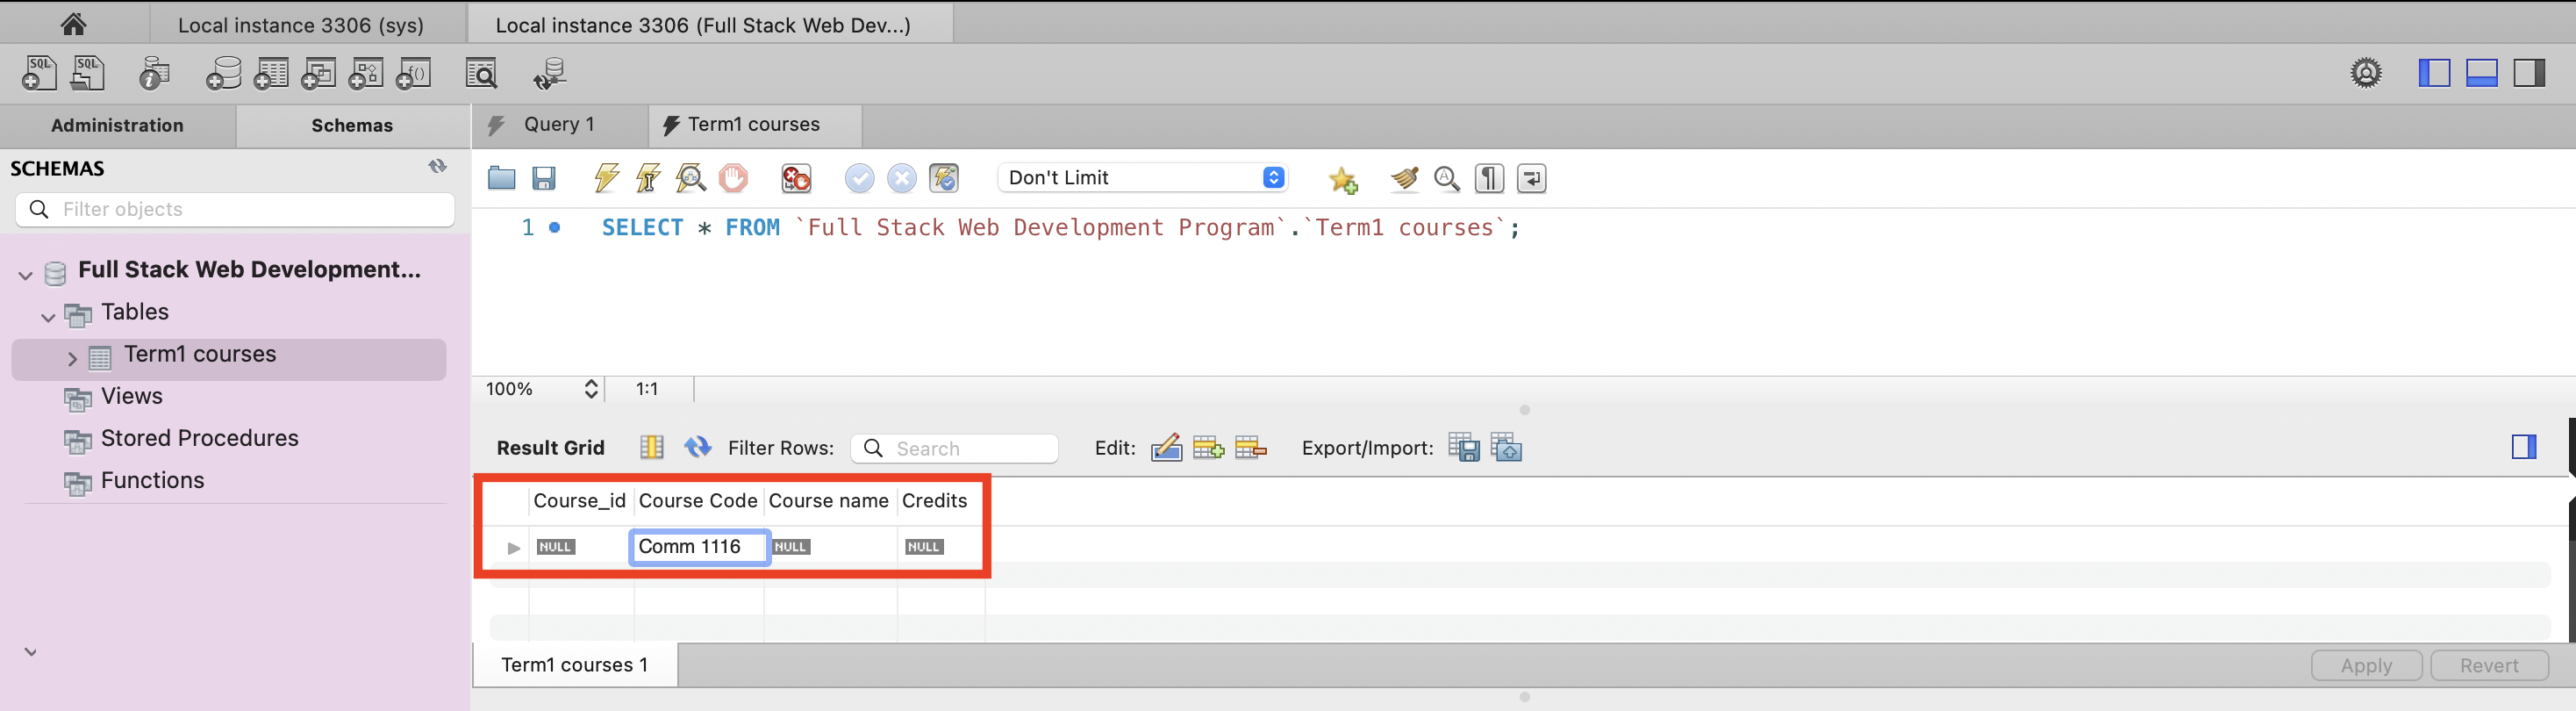 Local instance 3306 (sys)
Local instance 3306 (Full Stack Web Dev...)
SQL
SQL
Administration
Schemas
Query 1
Term1 courses
SCHEMAS
Filter objects
Don't Limit
1
SELECT * FROM `Full Stack Web Development Program`.`Term1 courses`;
Full Stack Web Development...
Tables
Term1 courses
Views
Stored Procedures
Functions
100%
1:1
Result Grid
Filter Rows:
Search
Edit:
Export/Import:
Course_id
Course Code
Course name
Credits
NULL
Comm 1116
NULL
NULL
Term1 courses 1
Apply
Revert